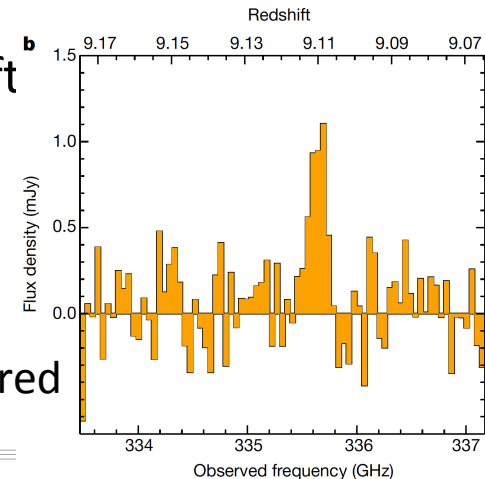 Redshift
b
9.17 9.15 9.13 9.11 9.09 9.07
ft
1.5
1.0
0.5
0.0
Flux density (mJy)
red
334 335 336 337
Observed frequency (GHz)